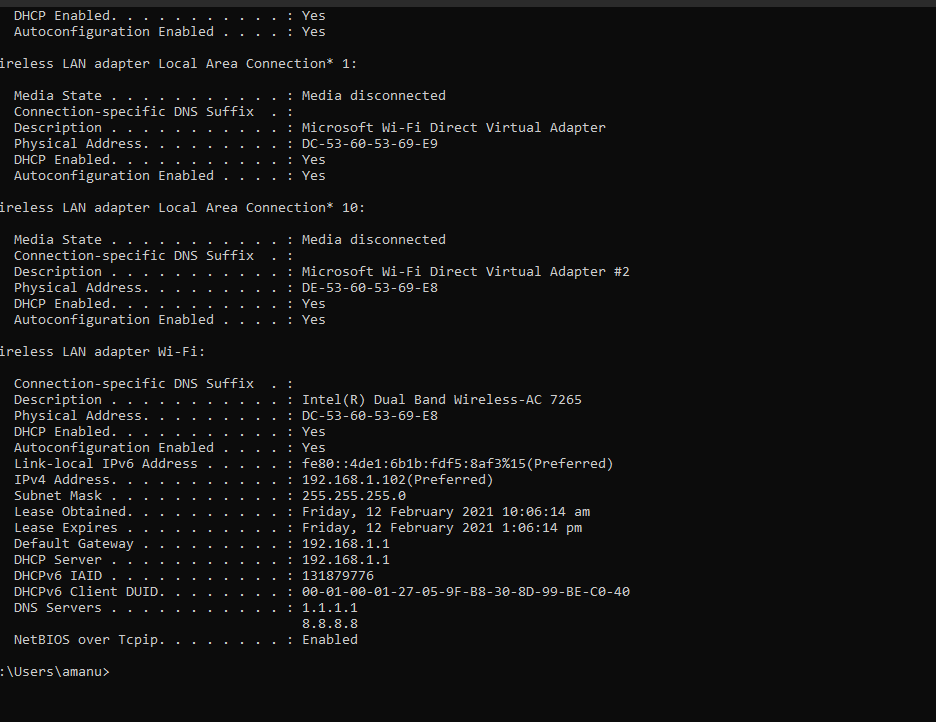 DHCP Enabled. . . . . . . . . . . : Yes
Autoconfiguration Enabled . . . . : Yes
ireless LAN adapter Local Area Connection* 1:
Media State . . . . . . . . . . . : Media disconnected
Connection-specific DNS Suffix  . :
Description . . . . . . . . . . . : Microsoft Wi-Fi Direct Virtual Adapter
Physical Address. . . . . . . . . : DC-53-60-53-69-E9
DHCP Enabled. . . . . . . . . . . : Yes
Autoconfiguration Enabled . . . . : Yes
ireless LAN adapter Local Area Connection* 10:
Media State . . . . . . . . . . . : Media disconnected
Connection-specific DNS Suffix  . :
Description . . . . . . . . . . . : Microsoft Wi-Fi Direct Virtual Adapter #2
Physical Address. . . . . . . . . : DE-53-60-53-69-E8
DHCP Enabled. . . . . . . . . . . : Yes
Autoconfiguration Enabled . . . . : Yes
ireless LAN adapter Wi-Fi:
Connection-specific DNS Suffix  . :
Description . . . . . . . . . . . : Intel(R) Dual Band Wireless-AC 7265
Physical Address. . . . . . . . . : DC-53-60-53-69-E8
DHCP Enabled. . . . . . . . . . . : Yes
Autoconfiguration Enabled . . . . : Yes
Link-local IPv6 Address . . . . . : fe80::4de1:6b1b:fdf5:8af3%15(Preferred)
IPv4 Address. . . . . . . . . . . : 192.168.1.102(Preferred)
Subnet Mask . . . . . . . . . . . : 255.255.255.0
Lease Obtained. . . . . . . . . . : Friday, 12 February 2021 10:06:14 am
Lease Expires . . . . . . . . . . : Friday, 12 February 2021 1:06:14 pm
Default Gateway . . . . . . . . . : 192.168.1.1
DHCP Server . . . . . . . . . . . : 192.168.1.1
DHCPv6 IAID . . . . . . . . . . . : 131879776
DHCPv6 Client DUID. . . . . . . . : 00-01-00-01-27-05-9F-B8-30-8D-99-BE-C0-40
DNS Servers . . . . . . . . . . . : 1.1.1.1
8.8.8.8
NetBIOS over Tcpip. . . . . . . . : Enabled
:\Users\amanu>